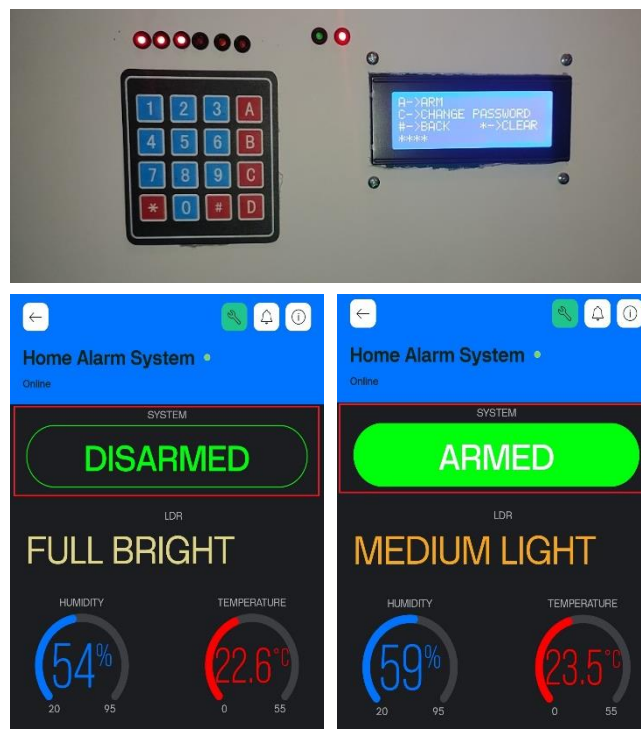 1 2 3 A
4 5 6 B
7 8 9 C
* 0 # D
A->ARM
C->CHANGE PASSWORD
#->BACK *->CLEAR
****
Home Alarm System
Online
SYSTEM
DISARMED
LDR
FULL BRIGHT
HUMIDITY TEMPERATURE
54% 22.6°C
20 95 0 55
Home Alarm System
Online
SYSTEM
ARMED
LDR
MEDIUM LIGHT
HUMIDITY TEMPERATURE
59% 23.5°C
20 95 0 55